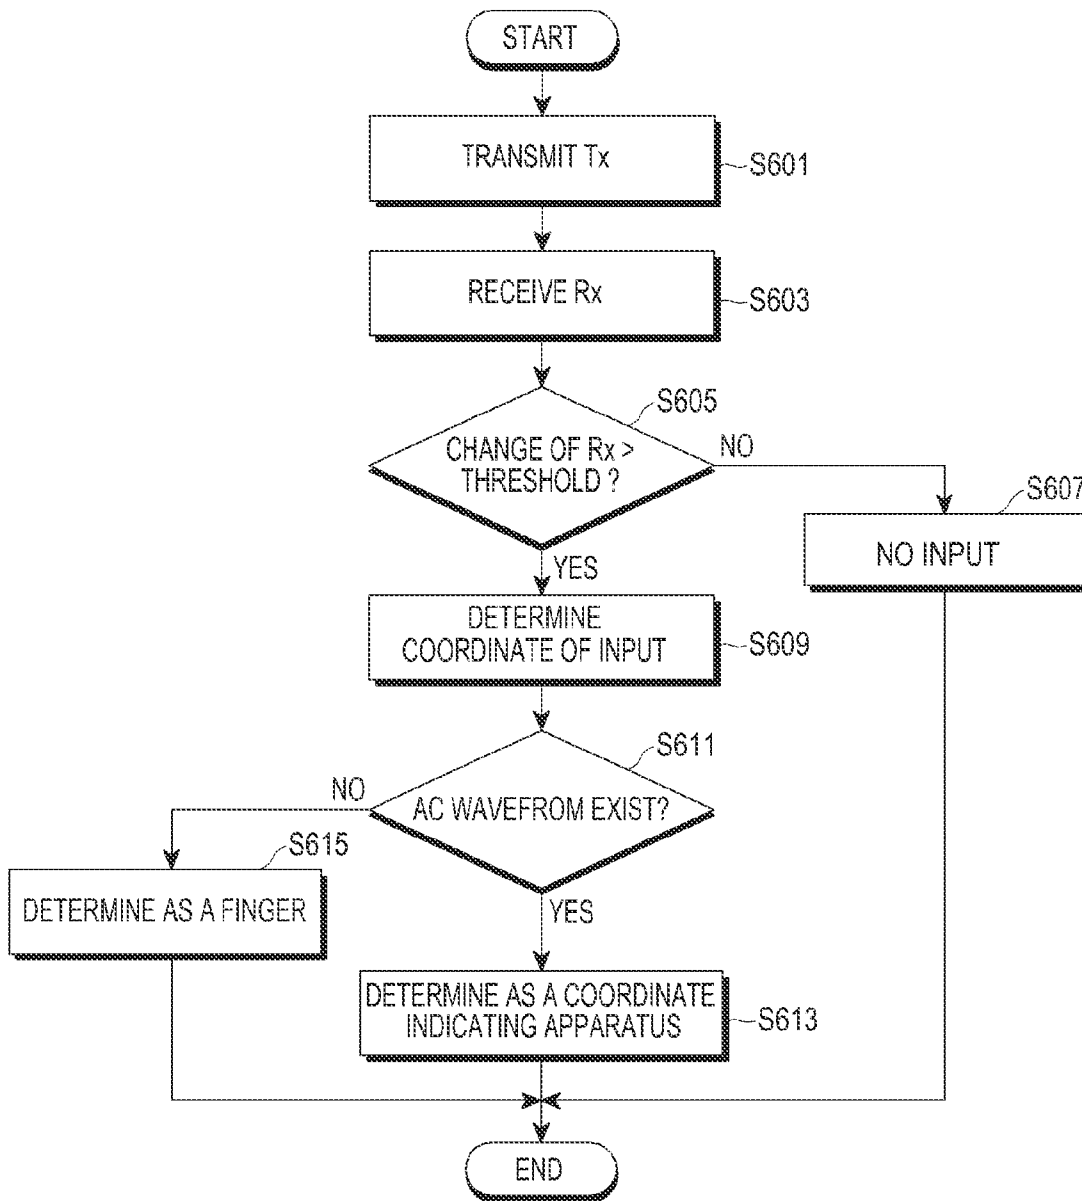 START
TRANSMIT Tx
S601
RECEIVE Rx
S603
S605
CHANGE OF Rx >
THRESHOLD ?
NO
S607
NO INPUT
YES
DETERMINE
COORDINATE OF INPUT
S609
S611
AC WAVEFROM EXIST?
NO
S615
DETERMINE AS A FINGER
YES
DETERMINE AS A COORDINATE
INDICATING APPARATUS
S613
END